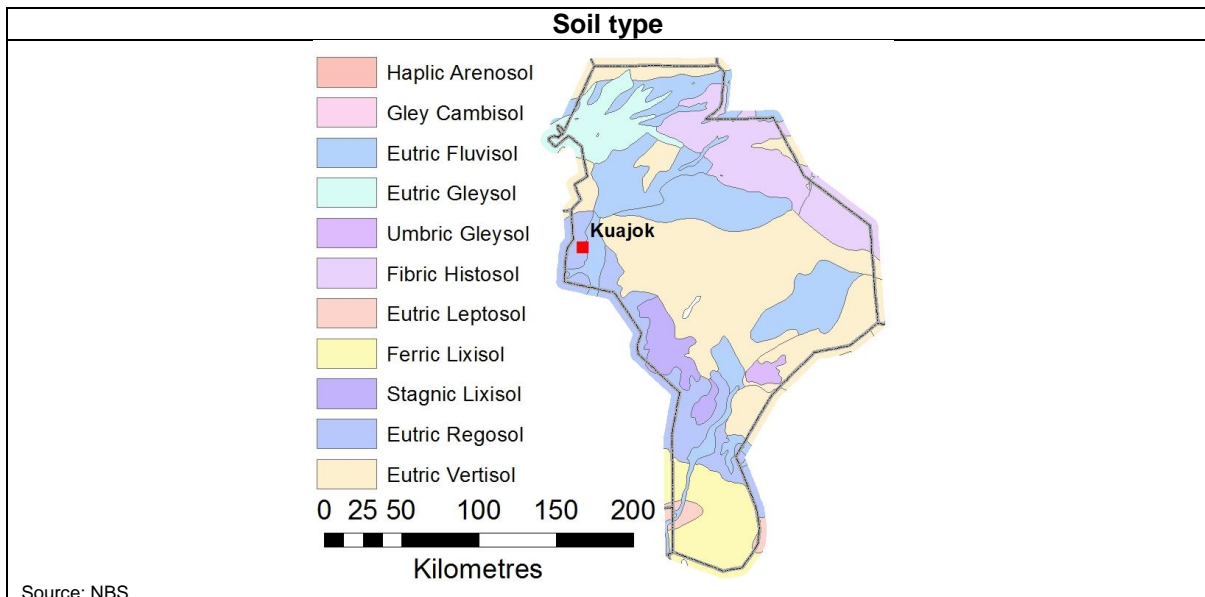 Soil type
Haplic Arenosol
Gley Cambisol
Eutric Fluvisol
Eutric Gleysol
Umbric Gleysol
Fibric Histosol
Eutric Leptosol
Ferric Lixisol
Stagnic Lixisol
Eutric Regosol
Eutric Vertisol
Kuajok
0 25 50 100 150 200
Kilometres
Source: NBS